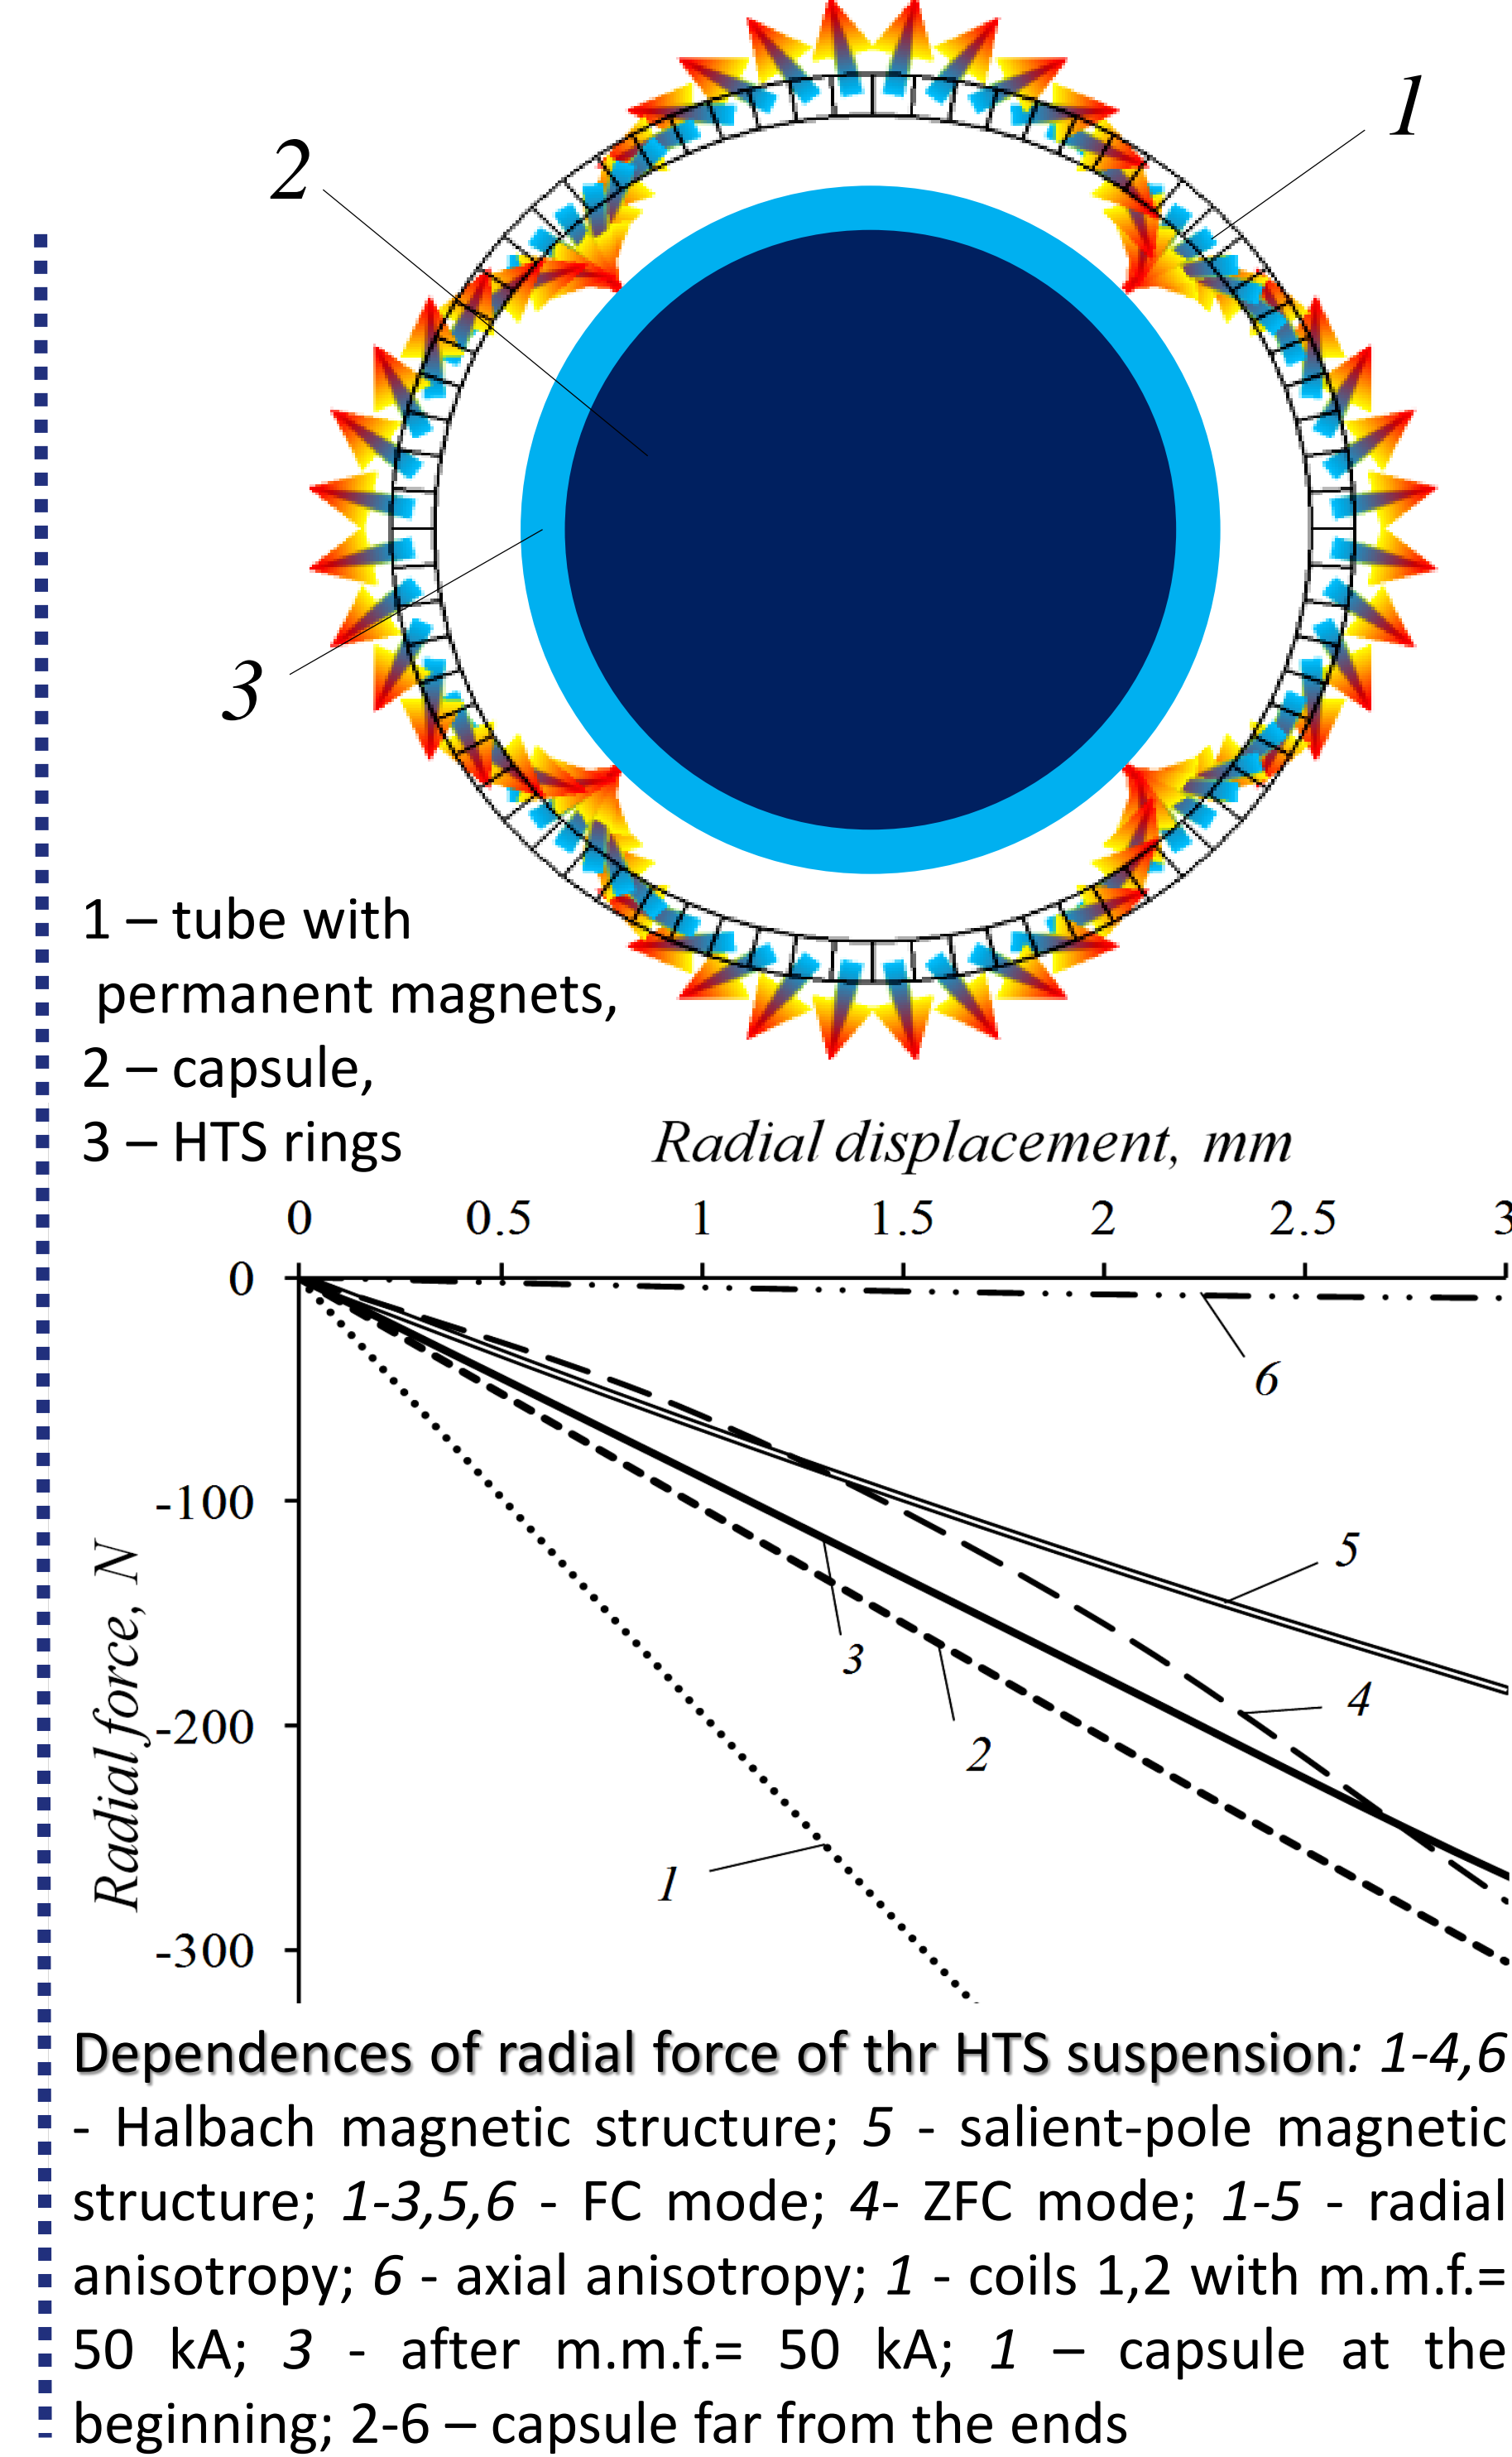 1
2
3
1 – tube with
permanent magnets,
2 – capsule,
3 – HTS rings
Radial displacement, mm
0 0.5 1 1.5 2 2.5 3
0
-100
-200
-300
Radial force, N
6
5
3
4
2
1
Dependences of radial force of thr HTS suspension: 1-4,6
- Halbach magnetic structure; 5 - salient-pole magnetic
structure; 1-3,5,6 - FC mode; 4- ZFC mode; 1-5 - radial
anisotropy; 6 - axial anisotropy; 1 - coils 1,2 with m.m.f.=
50 kA; 3 - after m.m.f.= 50 kA; 1 – capsule at the
beginning; 2-6 – capsule far from the ends